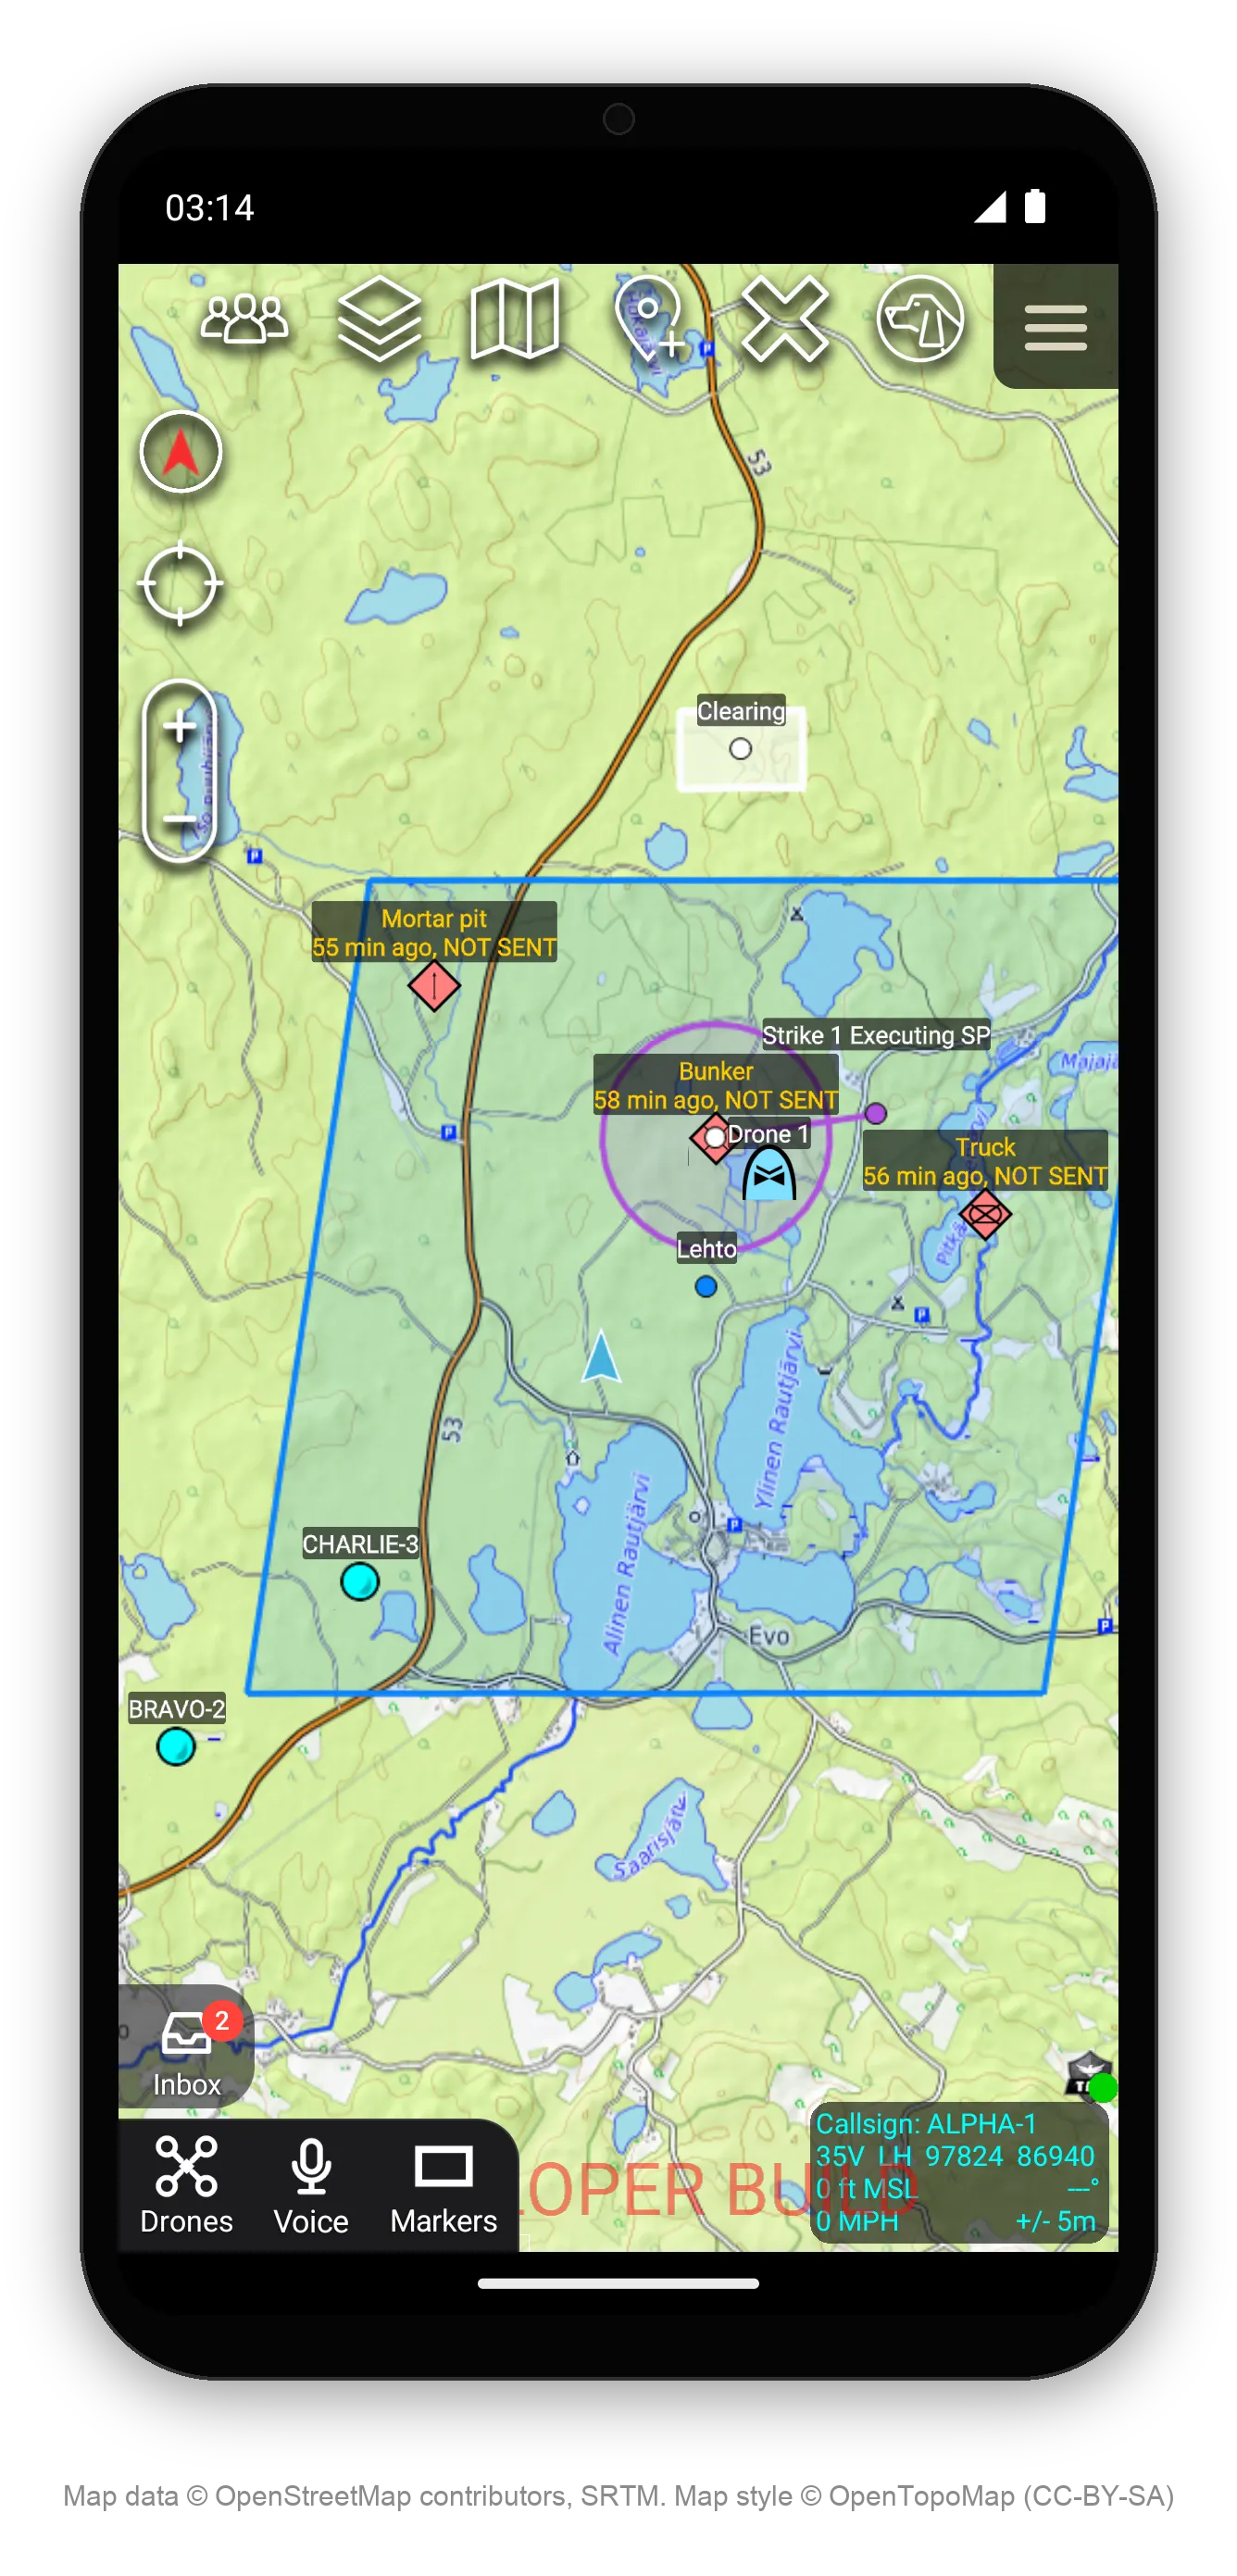 03:14
53
Clearing
Mortar pit
55 min ago, NOT SENT
Strike 1 Executing SP
Bunker
58 min ago, NOT SENT
Drone 1
Truck
56 min ago, NOT SENT
Lehto
53
Ylinen Rautjärvi
Alinen Rautjärvi
CHARLIE-3
Evo
BRAVO-2
2
Inbox
Callsign: ALPHA-1
35V LH 97824 86940
0 ft MSL ---°
0 MPH +/- 5m
LOPER BUILD
Drones
Voice
Markers
Map data © OpenStreetMap contributors, SRTM. Map style © OpenTopoMap (CC-BY-SA)